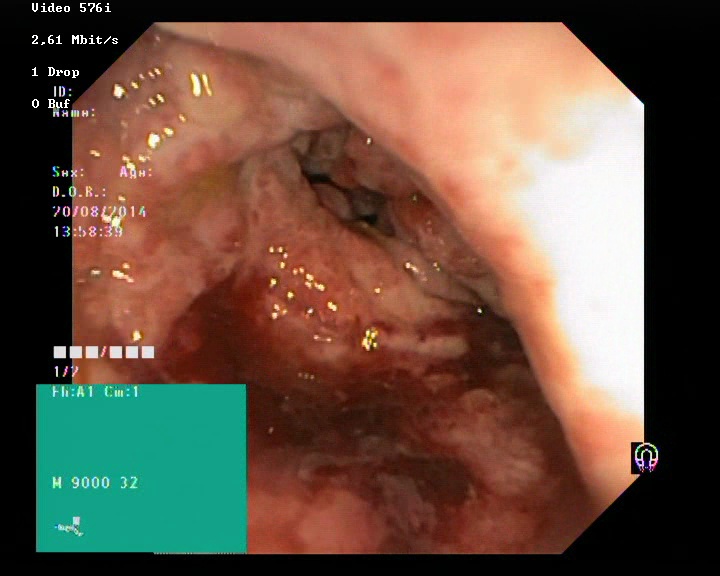 Video 576i
2,61 Mbit/s
1 Drop
ID:
0 Buf
Name:
Sex: Age:
D.O.B.:
20/08/2014
13:58:39
/
1/2
Eh:A1 Cm:1
M 9000 32